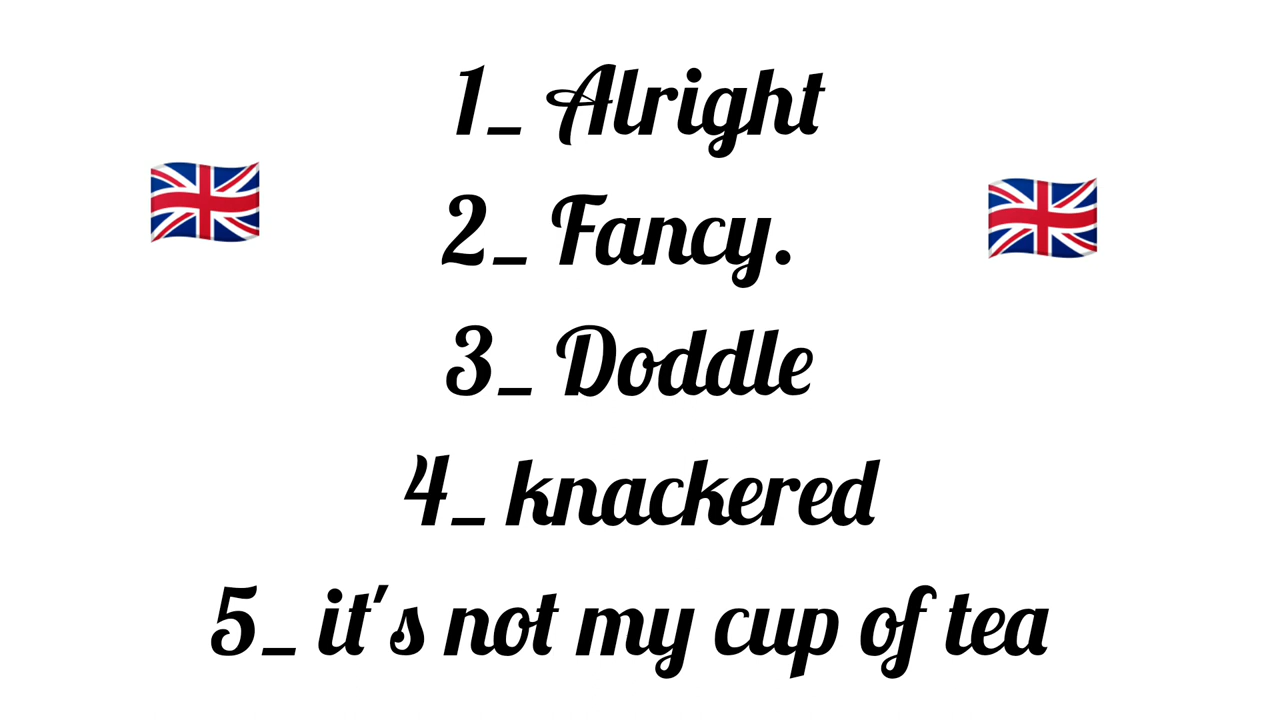 1_ Alright
2_ Fancy.
3_ Doddle
4_ knackered
5_ it's not my cup of tea